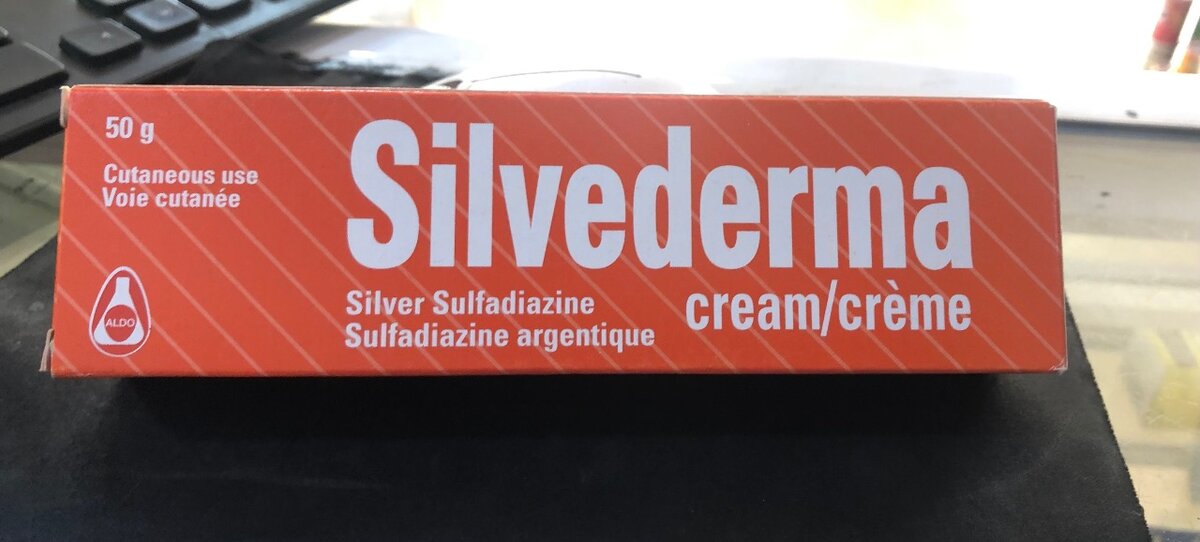 50 g
Cutaneous use
Voie cutanée
Silvederma
cream/crème
Silver Sulfadiazine
Sulfadiazine argentique
ALDO